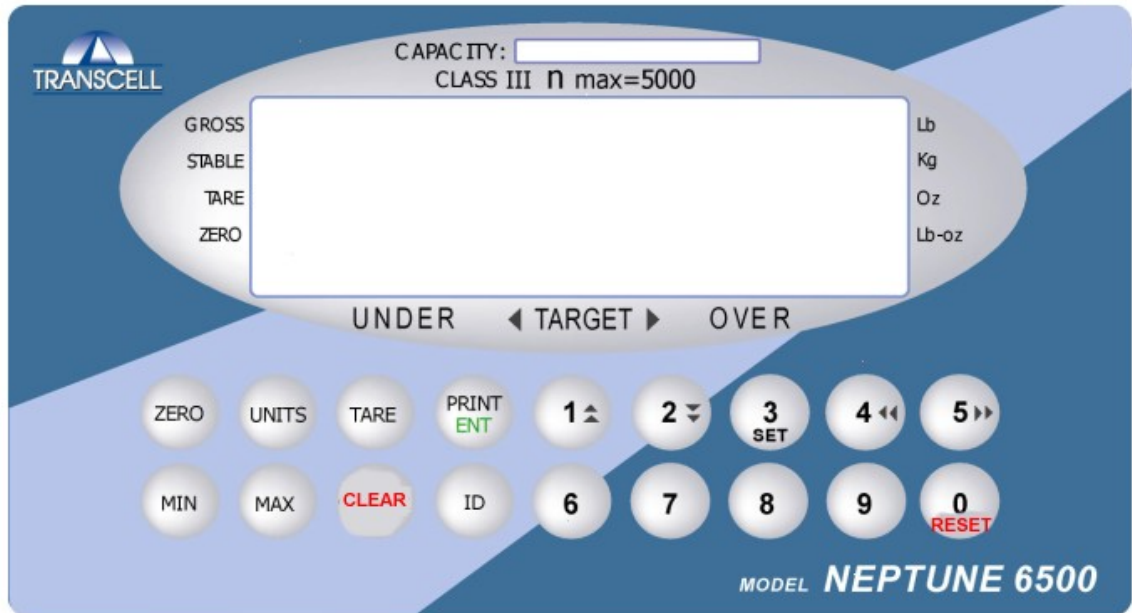 TRANSCELL
CAPACITY:
CLASS III n max=5000
GROSS
STABLE
TARE
ZERO
Lb
Kg
Oz
Lb-oz
UNDER ◀ TARGET ▶ OVER
ZERO UNITS TARE PRINT ENT 1 2 3 SET 4 5
MIN MAX CLEAR ID 6 7 8 9 0 RESET
MODEL NEPTUNE 6500